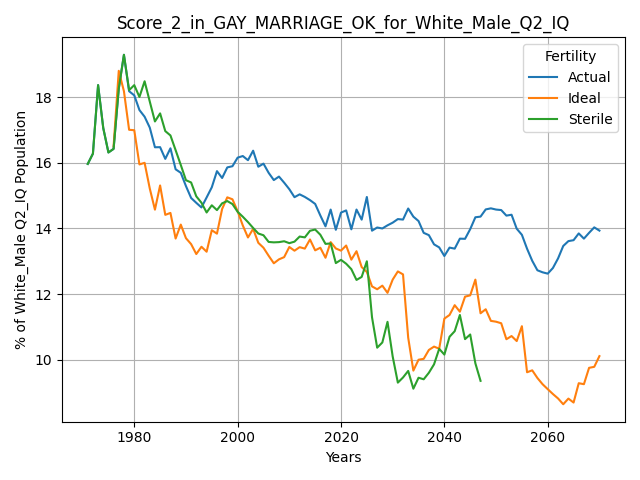 Score_2_in_GAY_MARRIAGE_OK_for_White_Male_Q2_IQ
Fertility
Actual
Ideal
Sterile
% of White_Male Q2_IQ Population
18
16
14
12
10
1980
2000
2020
2040
2060
Years